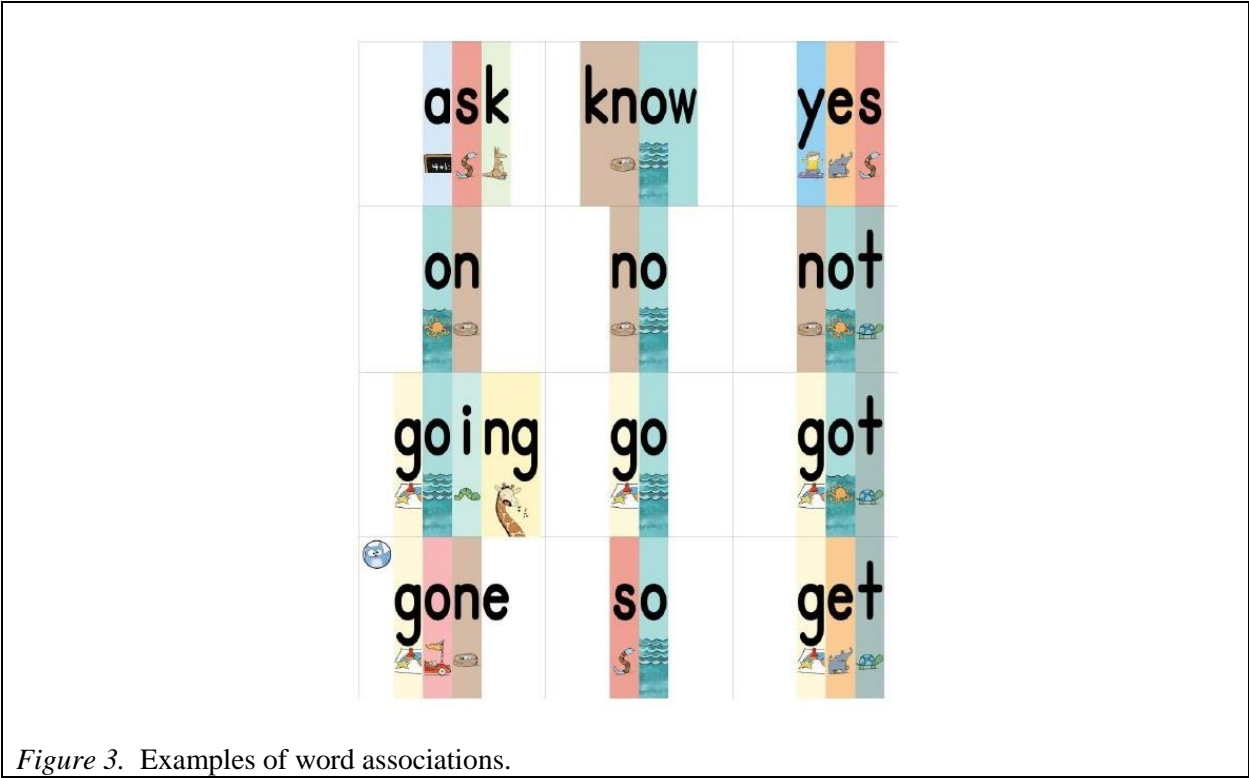 ask know yes
on no not
going go got
gone so get
Figure 3. Examples of word associations.